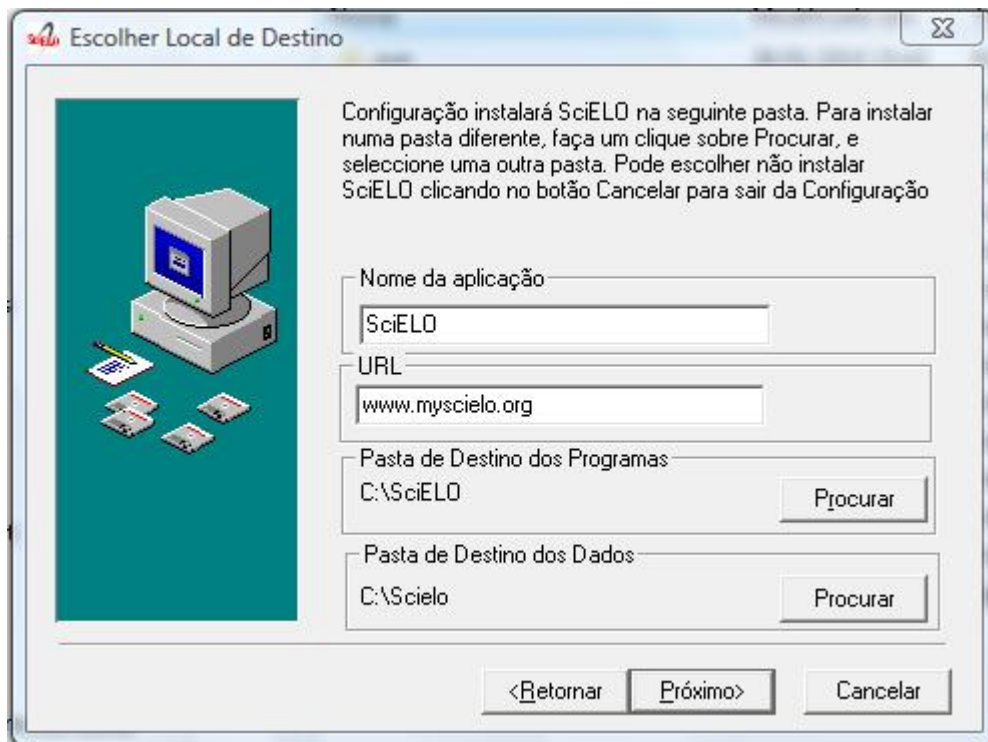 SciELO Escolher Local de Destino
Configuração instalará SciELO na seguinte pasta. Para instalar
numa pasta diferente, faça um clique sobre Procurar, e
seleccione uma outra pasta. Pode escolher não instalar
SciELO clicando no botão Cancelar para sair da Configuração
Nome da aplicação
SciELO
URL
www.myscielo.org
Pasta de Destino dos Programas
C:\SciELO
Procurar
Pasta de Destino dos Dados
C:\Scielo
Procurar
<Retornar
Próximo>
Cancelar